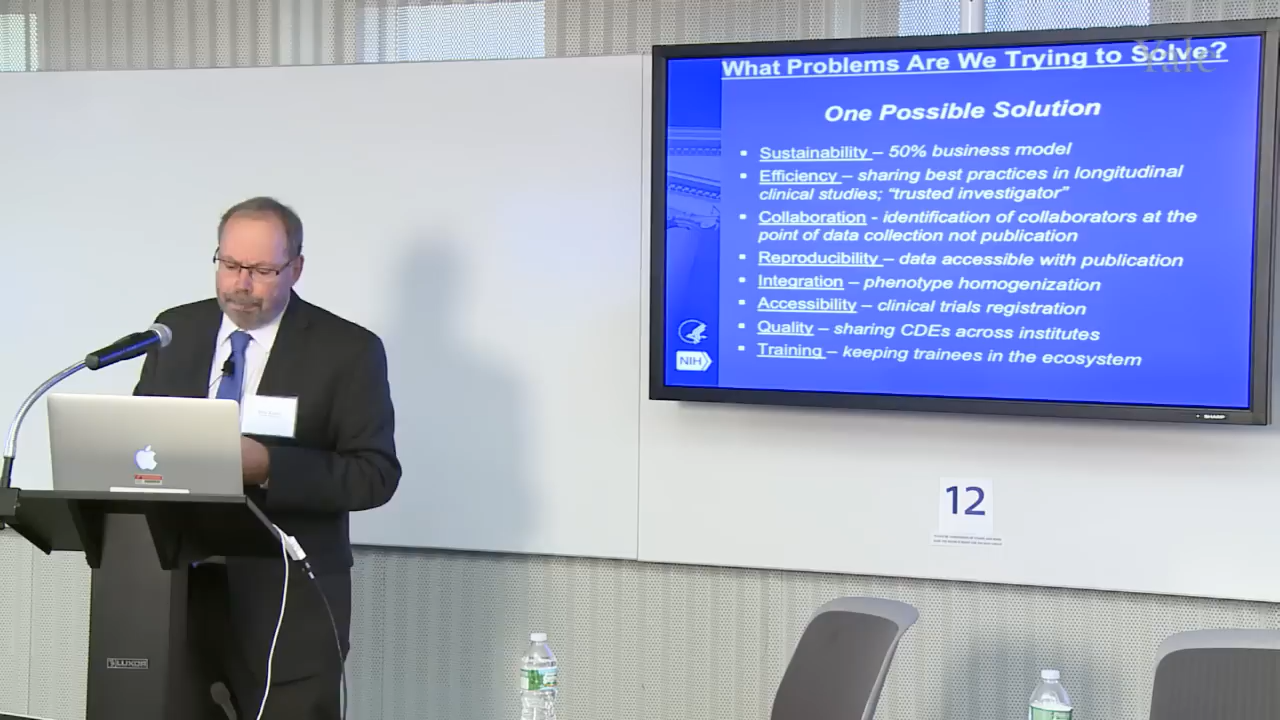 What Problems Are We Trying to Solve?
Yale
One Possible Solution
▪ Sustainability – 50% business model
▪ Efficiency – sharing best practices in longitudinal
clinical studies; “trusted investigator”
▪ Collaboration - identification of collaborators at the
point of data collection not publication
▪ Reproducibility – data accessible with publication
▪ Integration – phenotype homogenization
▪ Accessibility – clinical trials registration
▪ Quality – sharing CDEs across institutes
▪ Training – keeping trainees in the ecosystem
NIH
SHARP
12
LUXOR